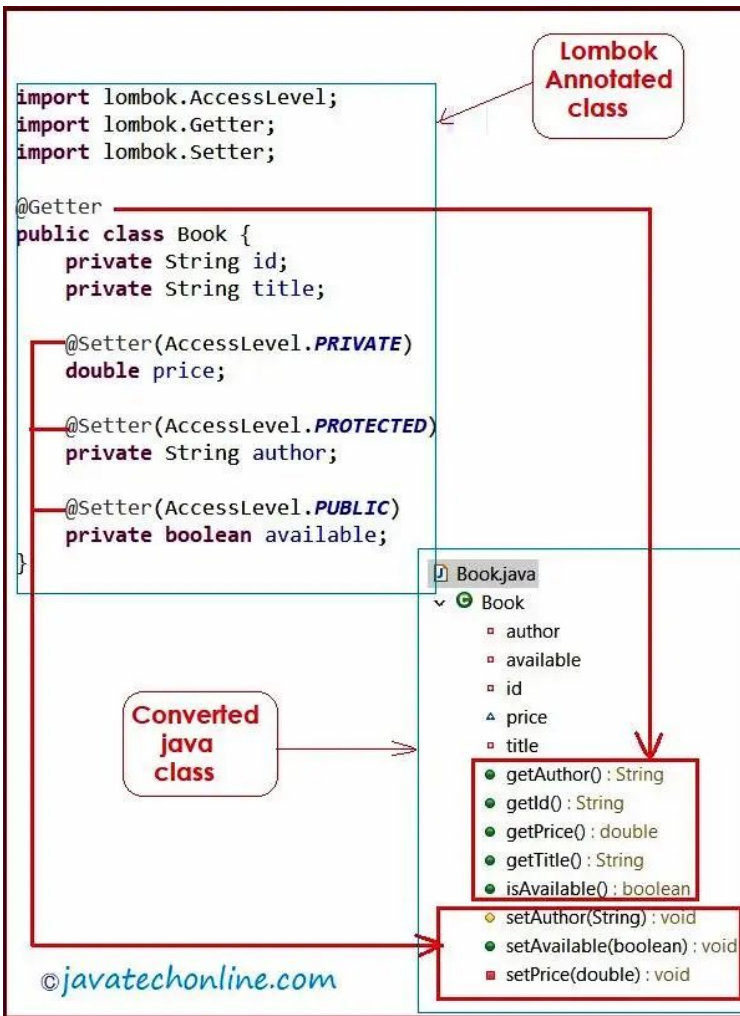 Lombok
Annotated
class
import lombok.AccessLevel;
import lombok.Getter;
import lombok.Setter;
@Getter
public class Book {
private String id;
private String title;
@Setter(AccessLevel.PRIVATE)
double price;
@Setter(AccessLevel.PROTECTED)
private String author;
@Setter(AccessLevel.PUBLIC)
private boolean available;
}
Book.java
Book
author
available
id
price
title
Converted
java
class
getAuthor() : String
getId() : String
getPrice() : double
getTitle() : String
isAvailable() : boolean
setAuthor(String) : void
setAvailable(boolean) : void
setPrice(double) : void
©javatechonline.com